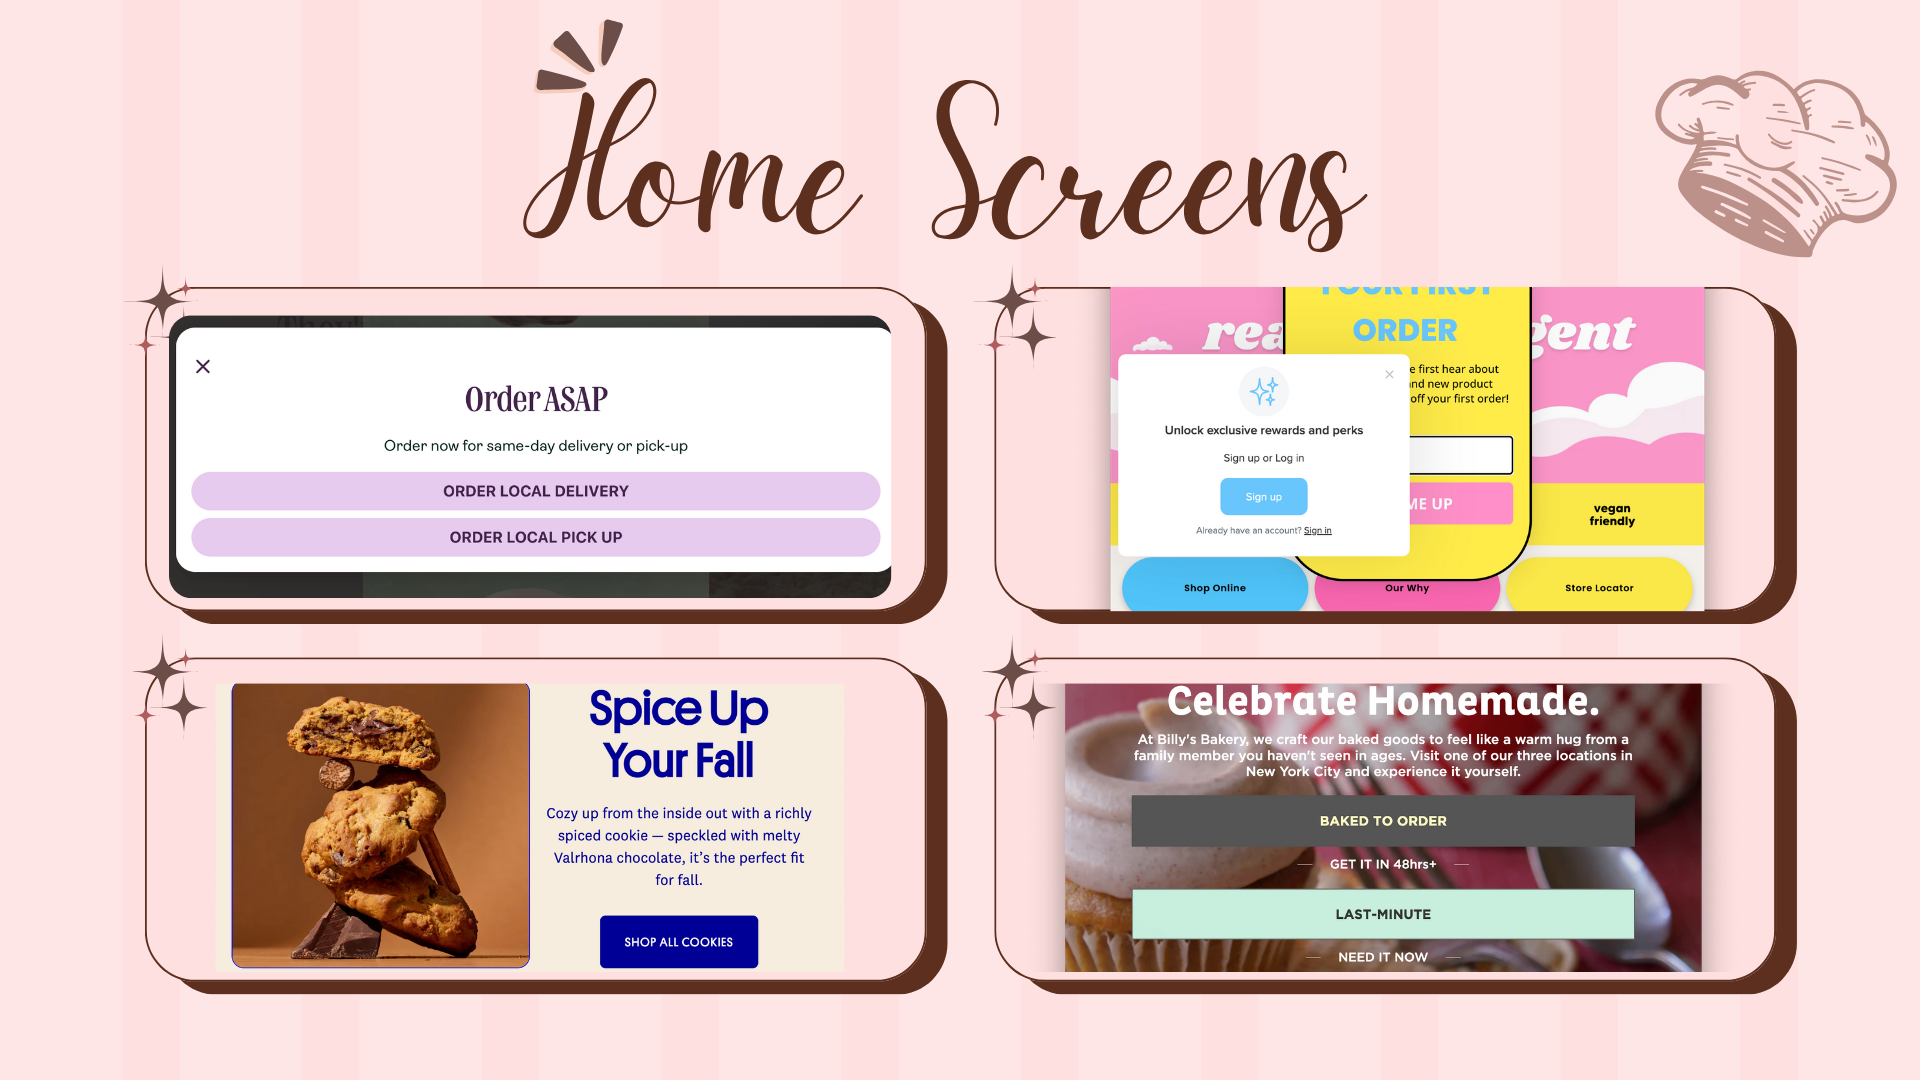 Home Screens
Order ASAP
Order now for same-day delivery or pick-up
ORDER LOCAL DELIVERY
ORDER LOCAL PICK UP
YOUR FIRST
ORDER
first hear about
new product
off your first order!
ME UP
vegan
friendly
Unlock exclusive rewards and perks
Sign up or Log in
Sign up
Already have an account? Sign in
Shop Online
Our Why
Store Locator
Spice Up
Your Fall
Cozy up from the inside out with a richly
spiced cookie — speckled with melty
Valrhona chocolate, it's the perfect fit
for fall.
SHOP ALL COOKIES
Celebrate Homemade.
At Billy's Bakery, we craft our baked goods to feel like a warm hug from a
family member you haven't seen in ages. Visit one of our three locations in
New York City and experience it yourself.
BAKED TO ORDER
GET IT IN 48hrs+
LAST-MINUTE
NEED IT NOW